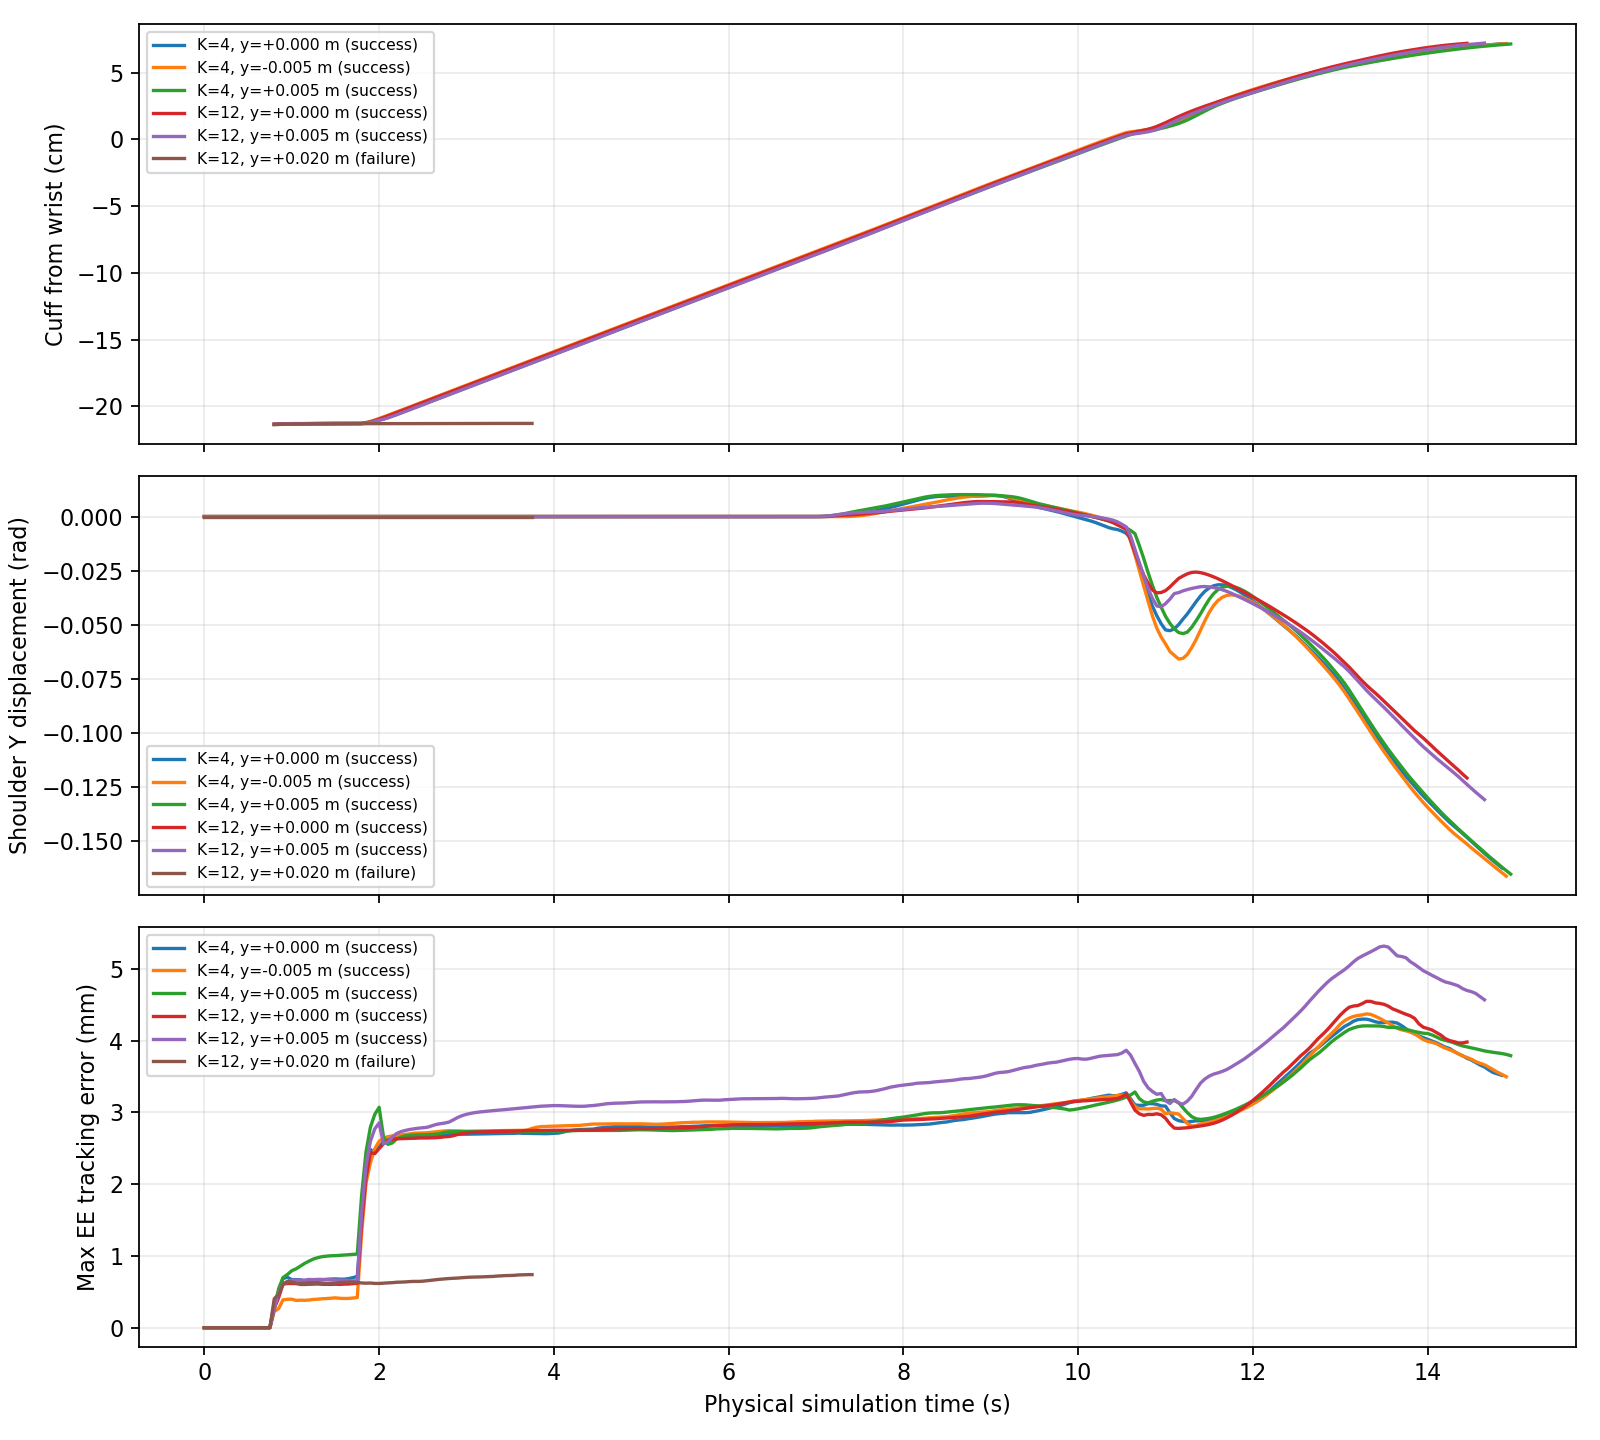 K=4, y=+0.000 m (success)
K=4, y=-0.005 m (success)
K=4, y=+0.005 m (success)
K=12, y=+0.000 m (success)
K=12, y=+0.005 m (success)
K=12, y=+0.020 m (failure)
Cuff from wrist (cm)
5
0
−5
−10
−15
−20
Shoulder Y displacement (rad)
0.000
−0.025
−0.050
−0.075
−0.100
−0.125
−0.150
K=4, y=+0.000 m (success)
K=4, y=-0.005 m (success)
K=4, y=+0.005 m (success)
K=12, y=+0.000 m (success)
K=12, y=+0.005 m (success)
K=12, y=+0.020 m (failure)
K=4, y=+0.000 m (success)
K=4, y=-0.005 m (success)
K=4, y=+0.005 m (success)
K=12, y=+0.000 m (success)
K=12, y=+0.005 m (success)
K=12, y=+0.020 m (failure)
Max EE tracking error (mm)
5
4
3
2
1
0
0 2 4 6 8 10 12 14
Physical simulation time (s)